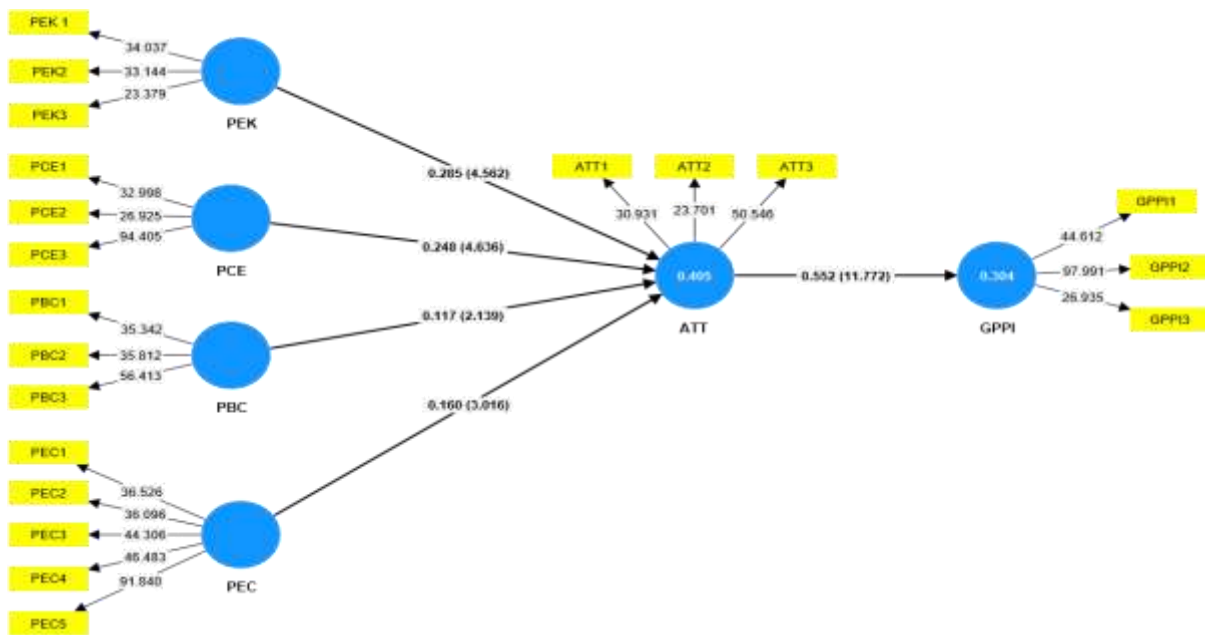 PEK 1
34.037
PEK2
33.144
PEK3
23.379
PEK
0.285 (4.562)
PCE1
32.998
PCE2
26.925
PCE3
94.405
PCE
0.248 (4.636)
PBC1
35.342
PBC2
35.812
PBC3
56.413
PBC
0.117 (2.139)
PEC1
36.526
PEC2
36.096
PEC3
44.306
PEC4
46.483
PEC5
91.840
PEC
0.160 (3.016)
ATT1
ATT2
ATT3
30.931
23.701
50.546
0.405
ATT
0.552 (11.772)
0.304
GPPI
GPPI1
44.612
GPPI2
97.991
GPPI3
26.935